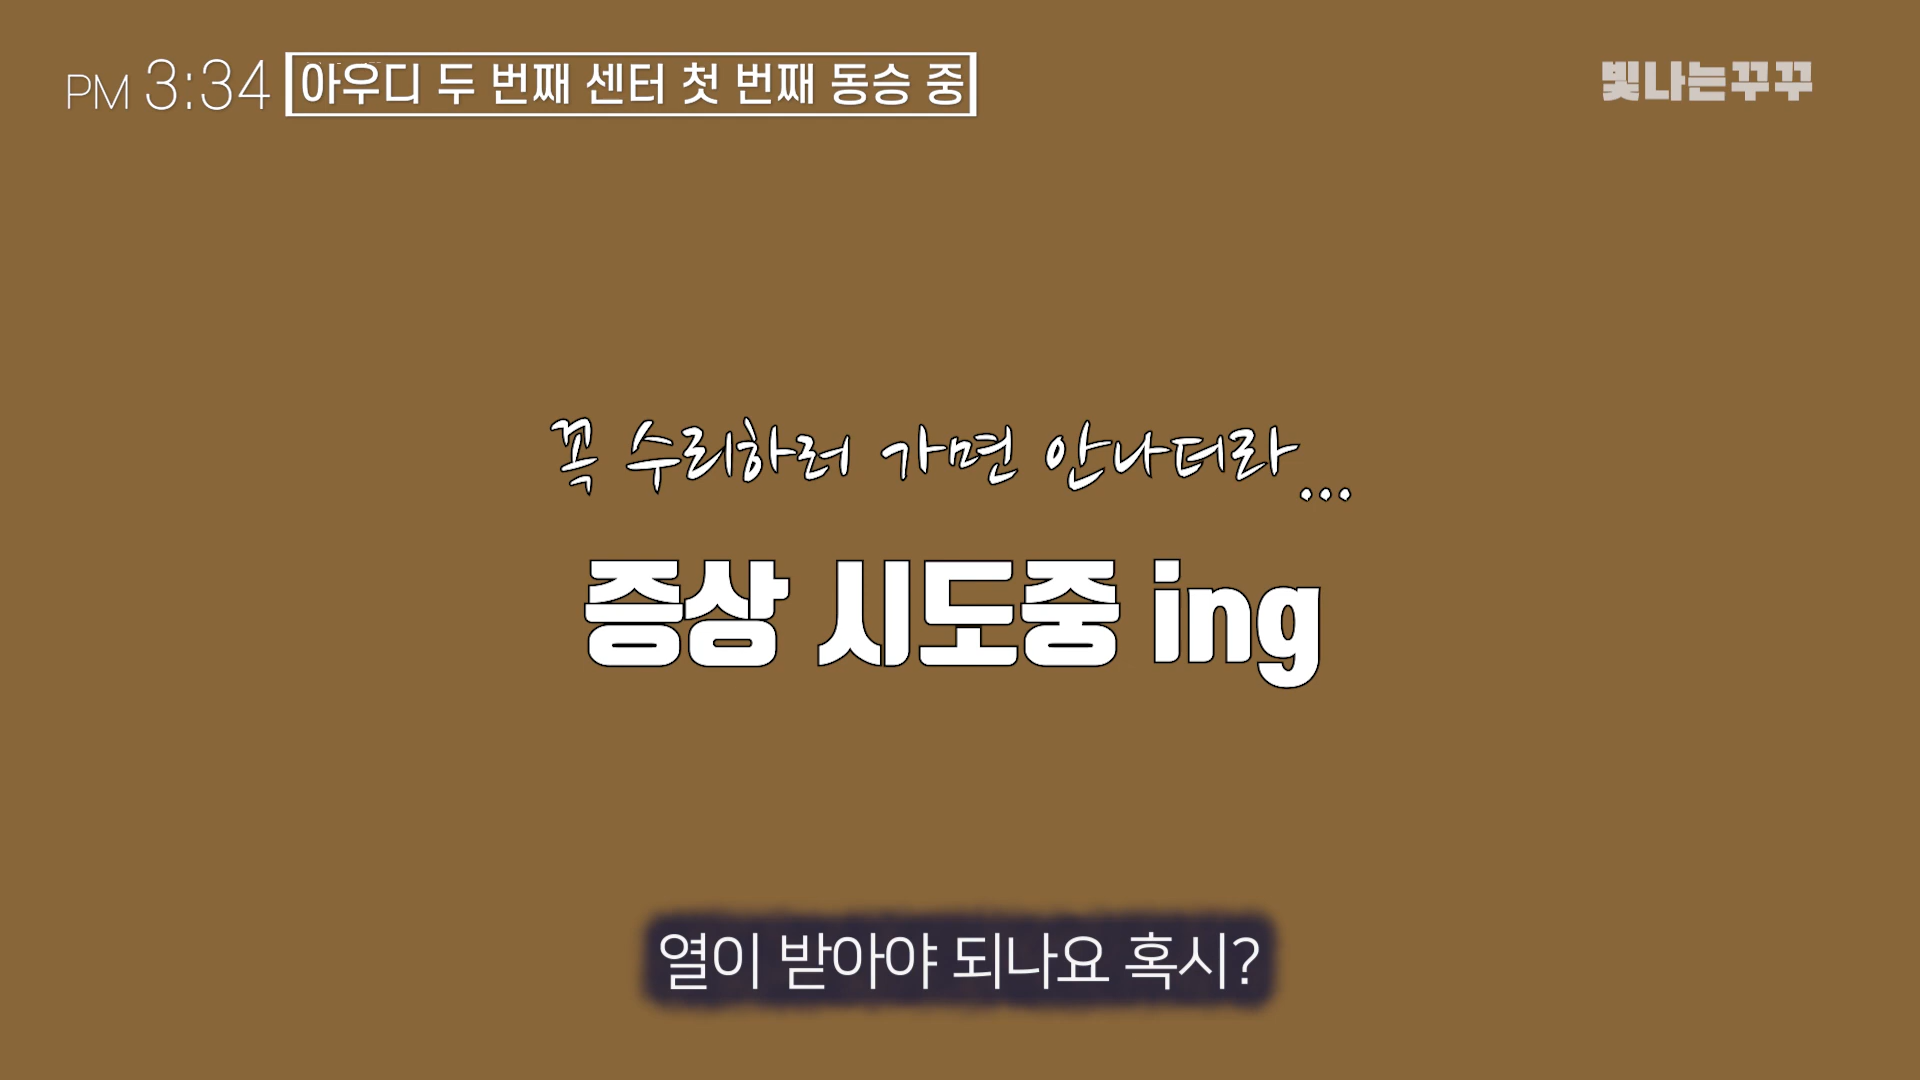 PM 3:34 아우디 두 번째 센터 첫 번째 동승 중
빛나는꾸꾸
꼭 수리하러 가면 안나더라...
증상 시도중 ing
열이 받아야 되나요 혹시?